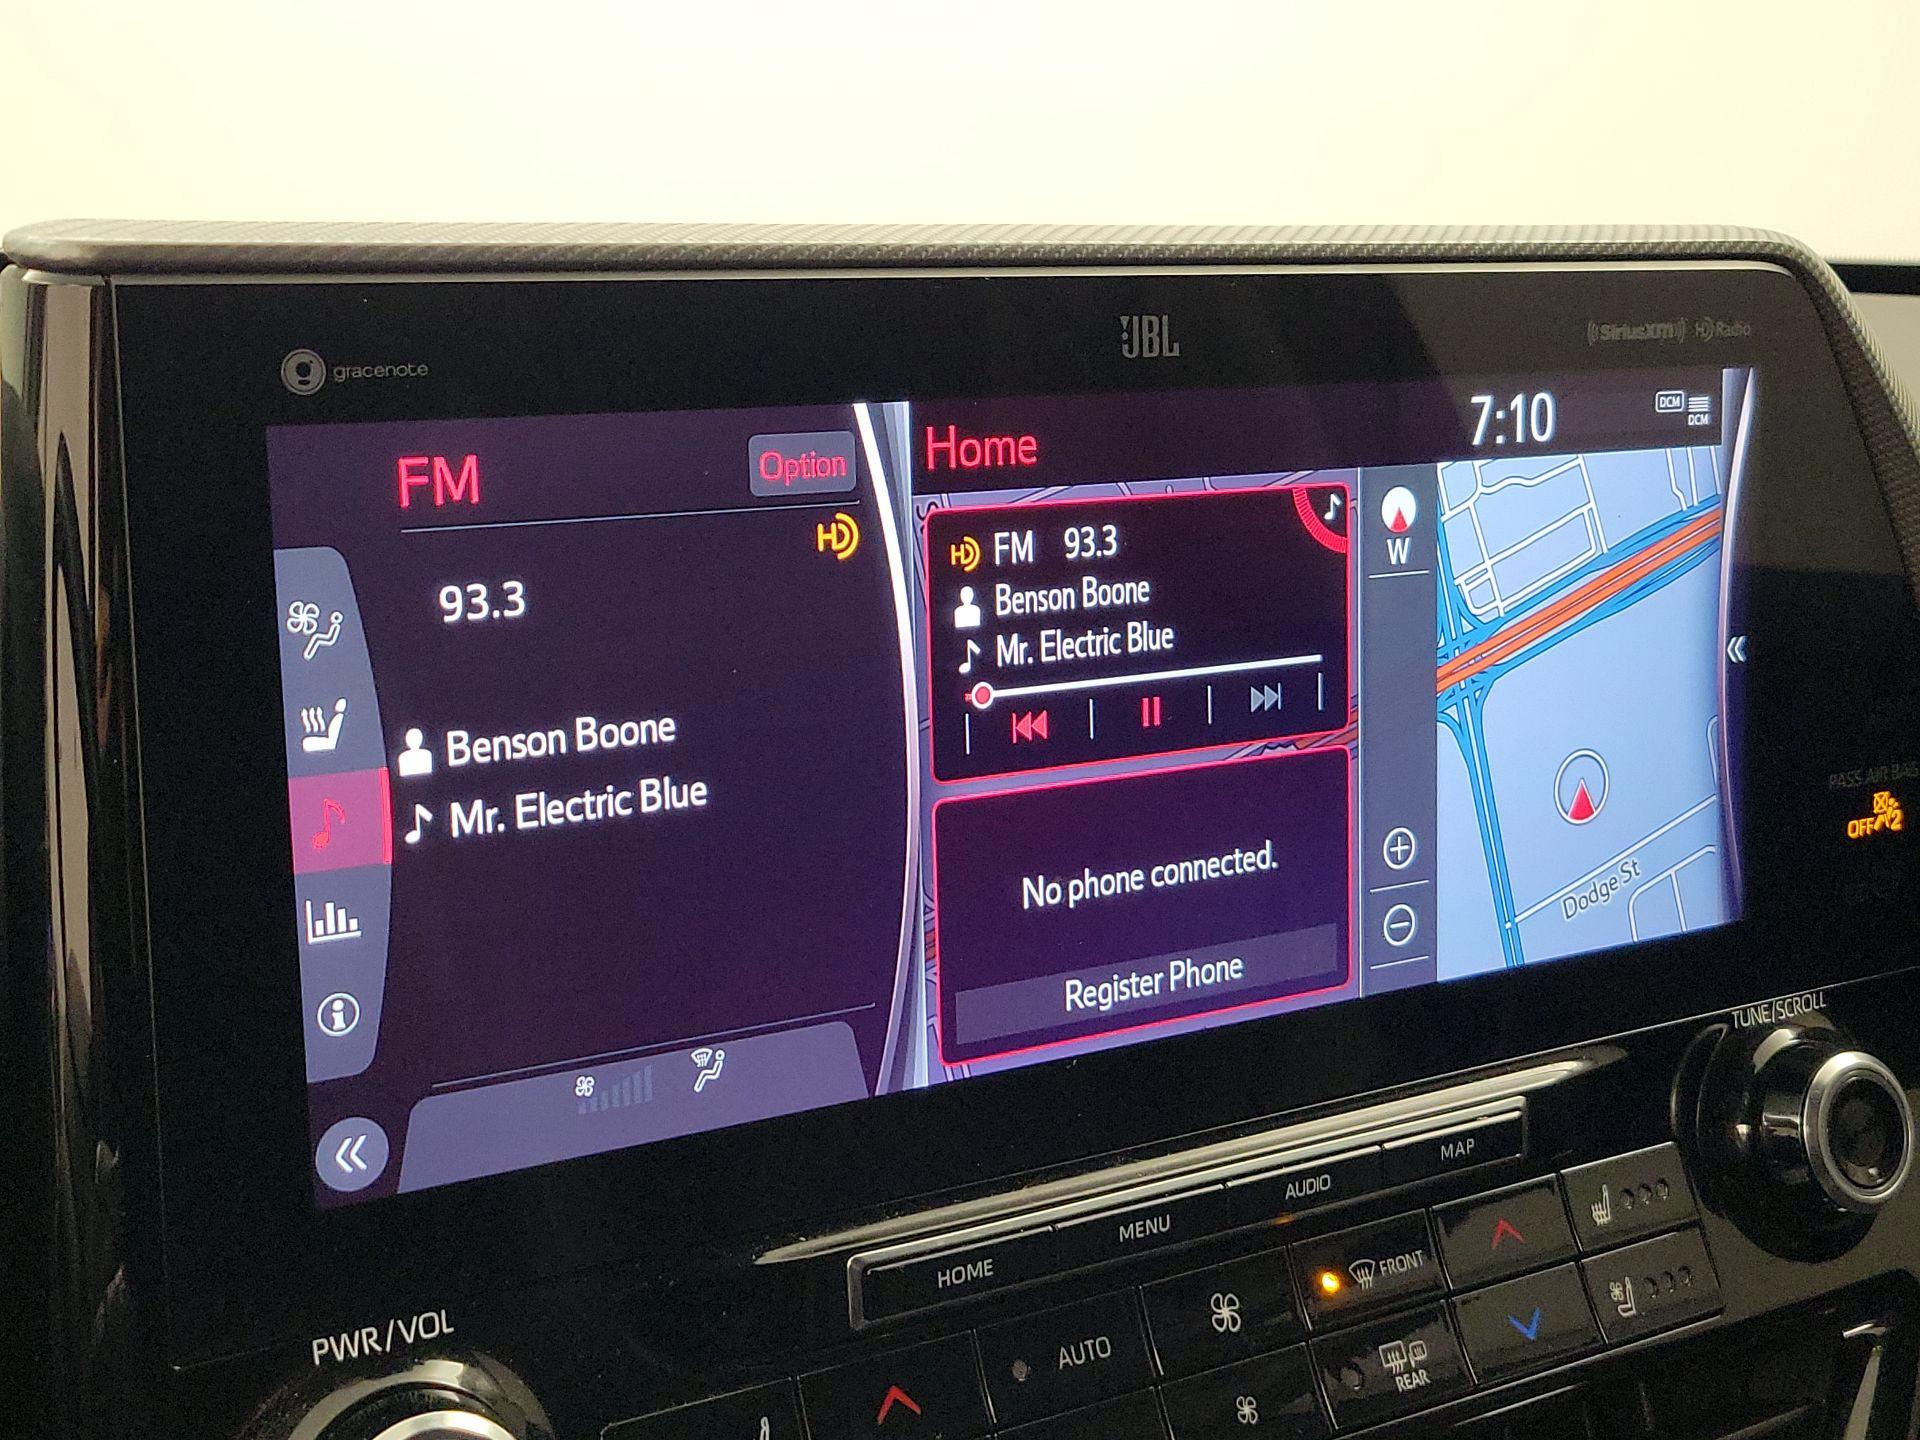 gracenote
JBL
SiriusXM HD Radio
FM
Option
HD
93.3
Benson Boone
Mr. Electric Blue
Home
7:10
DCM
DCM
HD FM 93.3
Benson Boone
Mr. Electric Blue
No phone connected.
Register Phone
W
Dodge St
PASS AIR BAG
OFF 2
TUNE/SCROLL
HOME
MENU
AUDIO
MAP
PWR/VOL
AUTO
FRONT
REAR